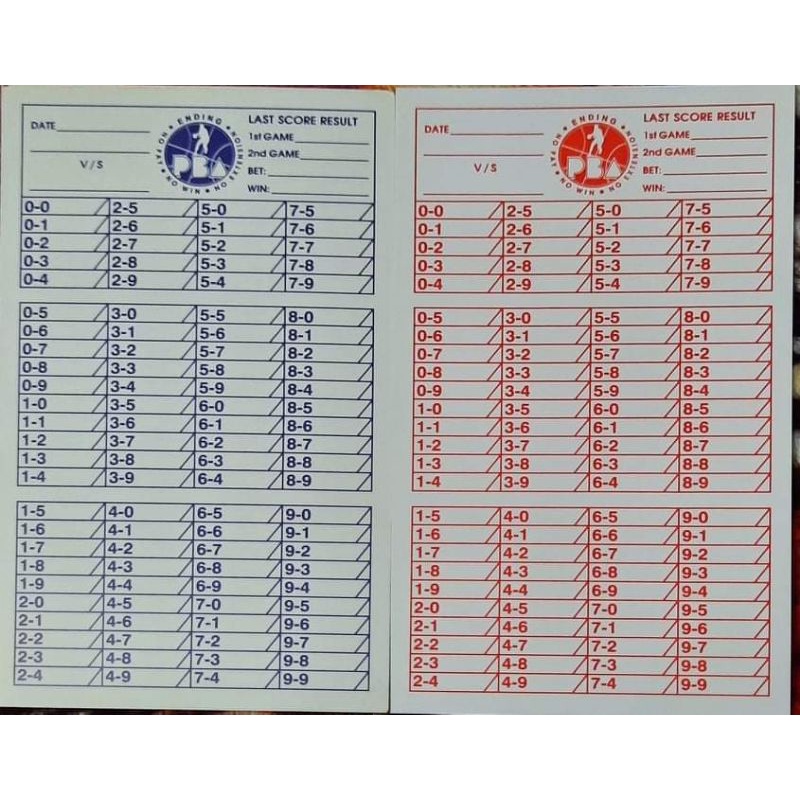 LAST SCORE RESULT
DATE
1st GAME
2nd GAME
V/S
BET:
WIN:
ENDING
NO PAY
NO WIN
NO
PBA
0-0 2-5 5-0 7-5
0-1 2-6 5-1 7-6
0-2 2-7 5-2 7-7
0-3 2-8 5-3 7-8
0-4 2-9 5-4 7-9
0-5 3-0 5-5 8-0
0-6 3-1 5-6 8-1
0-7 3-2 5-7 8-2
0-8 3-3 5-8 8-3
0-9 3-4 5-9 8-4
1-0 3-5 6-0 8-5
1-1 3-6 6-1 8-6
1-2 3-7 6-2 8-7
1-3 3-8 6-3 8-8
1-4 3-9 6-4 8-9
1-5 4-0 6-5 9-0
1-6 4-1 6-6 9-1
1-7 4-2 6-7 9-2
1-8 4-3 6-8 9-3
1-9 4-4 6-9 9-4
2-0 4-5 7-0 9-5
2-1 4-6 7-1 9-6
2-2 4-7 7-2 9-7
2-3 4-8 7-3 9-8
2-4 4-9 7-4 9-9
LAST SCORE RESULT
DATE
1st GAME
2nd GAME
V/S
BET:
WIN:
ENDING
NO PAY
NO WIN
NO
PBA
0-0 2-5 5-0 7-5
0-1 2-6 5-1 7-6
0-2 2-7 5-2 7-7
0-3 2-8 5-3 7-8
0-4 2-9 5-4 7-9
0-5 3-0 5-5 8-0
0-6 3-1 5-6 8-1
0-7 3-2 5-7 8-2
0-8 3-3 5-8 8-3
0-9 3-4 5-9 8-4
1-0 3-5 6-0 8-5
1-1 3-6 6-1 8-6
1-2 3-7 6-2 8-7
1-3 3-8 6-3 8-8
1-4 3-9 6-4 8-9
1-5 4-0 6-5 9-0
1-6 4-1 6-6 9-1
1-7 4-2 6-7 9-2
1-8 4-3 6-8 9-3
1-9 4-4 6-9 9-4
2-0 4-5 7-0 9-5
2-1 4-6 7-1 9-6
2-2 4-7 7-2 9-7
2-3 4-8 7-3 9-8
2-4 4-9 7-4 9-9